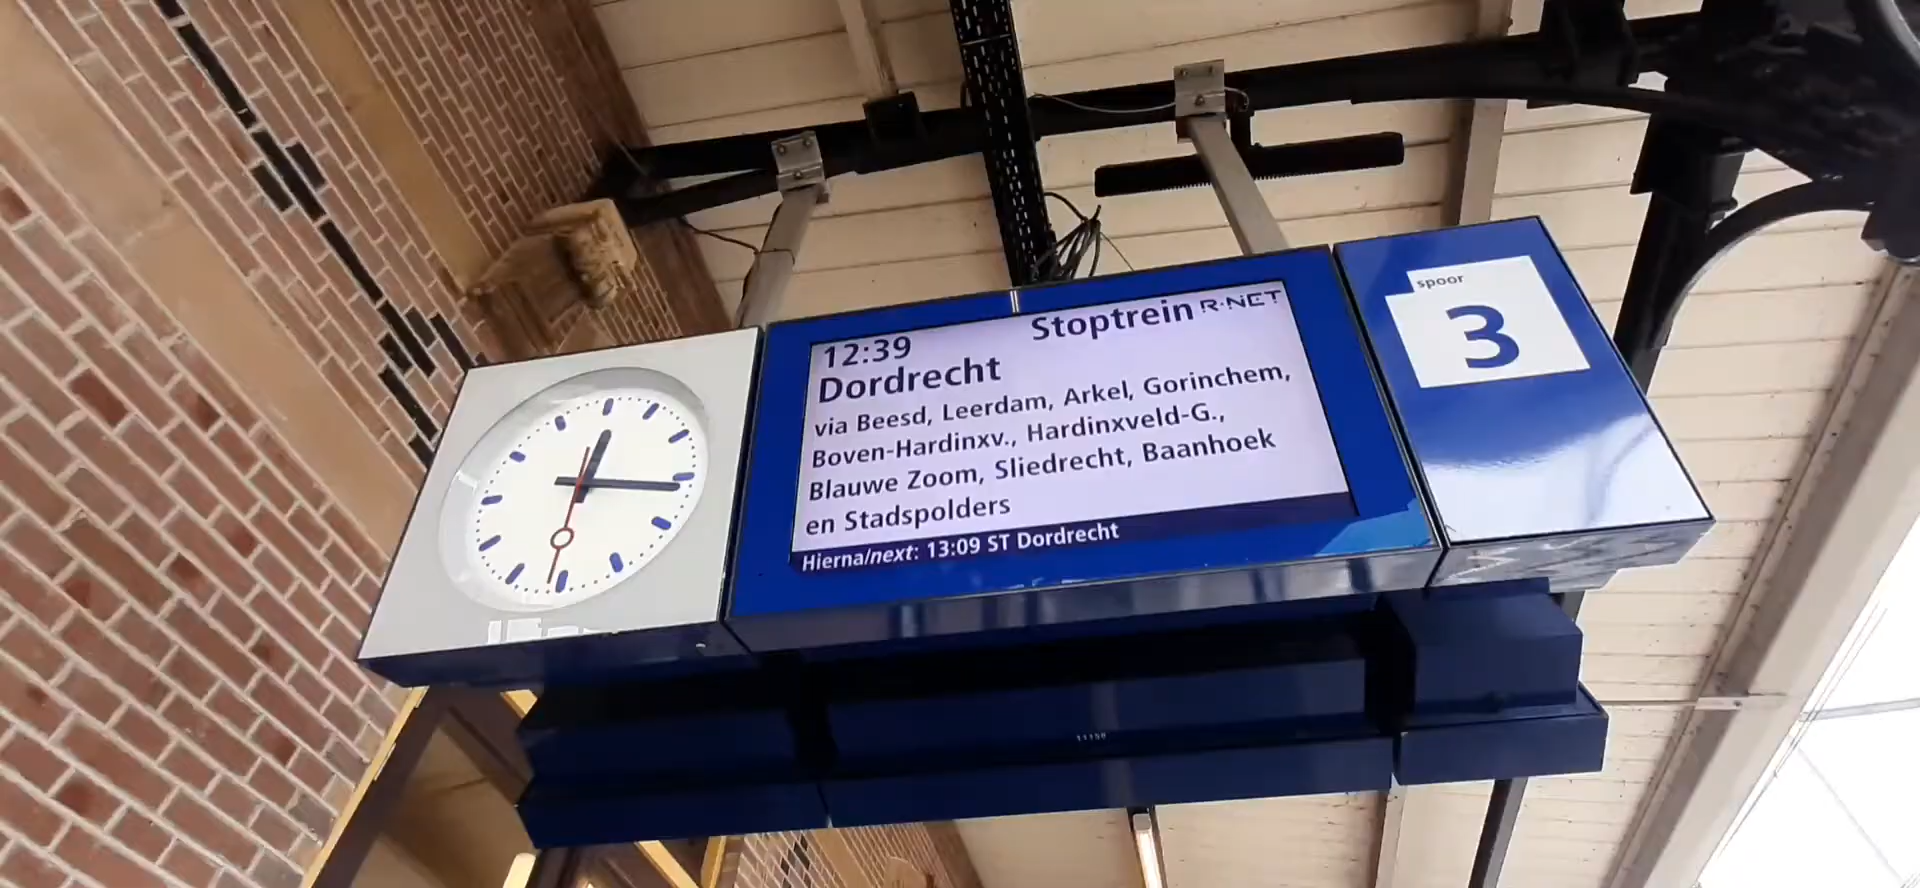 12:39 Stoptrein R-NET
Dordrecht
via Beesd, Leerdam, Arkel, Gorinchem,
Boven-Hardinxv., Hardinxveld-G.,
Blauwe Zoom, Sliedrecht, Baanhoek
en Stadspolders
Hierna/next: 13:09 ST Dordrecht
spoor
3